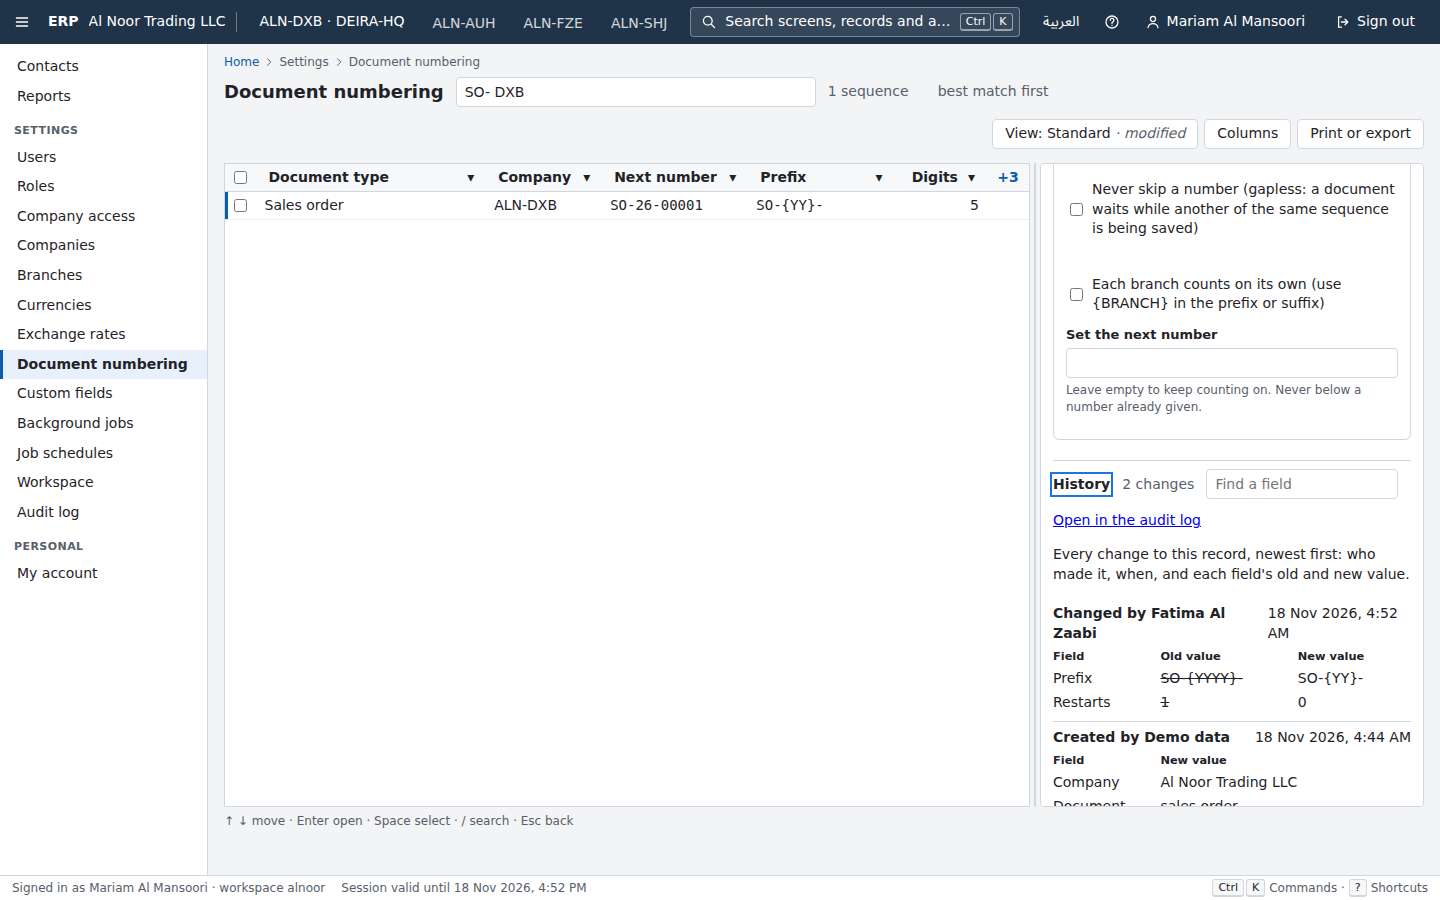 ERP Al Noor Trading LLC ALN-DXB · DEIRA-HQ ALN-AUH ALN-FZE ALN-SHJ Search screens, records and a… Ctrl K العربية Mariam Al Mansoori Sign out
Contacts
Reports
SETTINGS
Users
Roles
Company access
Companies
Branches
Currencies
Exchange rates
Document numbering
Custom fields
Background jobs
Job schedules
Workspace
Audit log
PERSONAL
My account
Home Settings Document numbering
Document numbering SO- DXB 1 sequence best match first
View: Standard · modified Columns Print or export
Document type Company Next number Prefix Digits +3
Sales order ALN-DXB SO-26-00001 SO-{YY}- 5
↑ ↓ move · Enter open · Space select · / search · Esc back
Never skip a number (gapless: a document
waits while another of the same sequence
is being saved)
Each branch counts on its own (use
{BRANCH} in the prefix or suffix)
Set the next number
Leave empty to keep counting on. Never below a
number already given.
History 2 changes Find a field
Open in the audit log
Every change to this record, newest first: who
made it, when, and each field's old and new value.
Changed by Fatima Al Zaabi 18 Nov 2026, 4:52 AM
Field Old value New value
Prefix SO-{YYYY}- SO-{YY}-
Restarts 1 0
Created by Demo data 18 Nov 2026, 4:44 AM
Field New value
Company Al Noor Trading LLC
Document sales order
Signed in as Mariam Al Mansoori · workspace alnoor Session valid until 18 Nov 2026, 4:52 PM Ctrl K Commands · ? Shortcuts